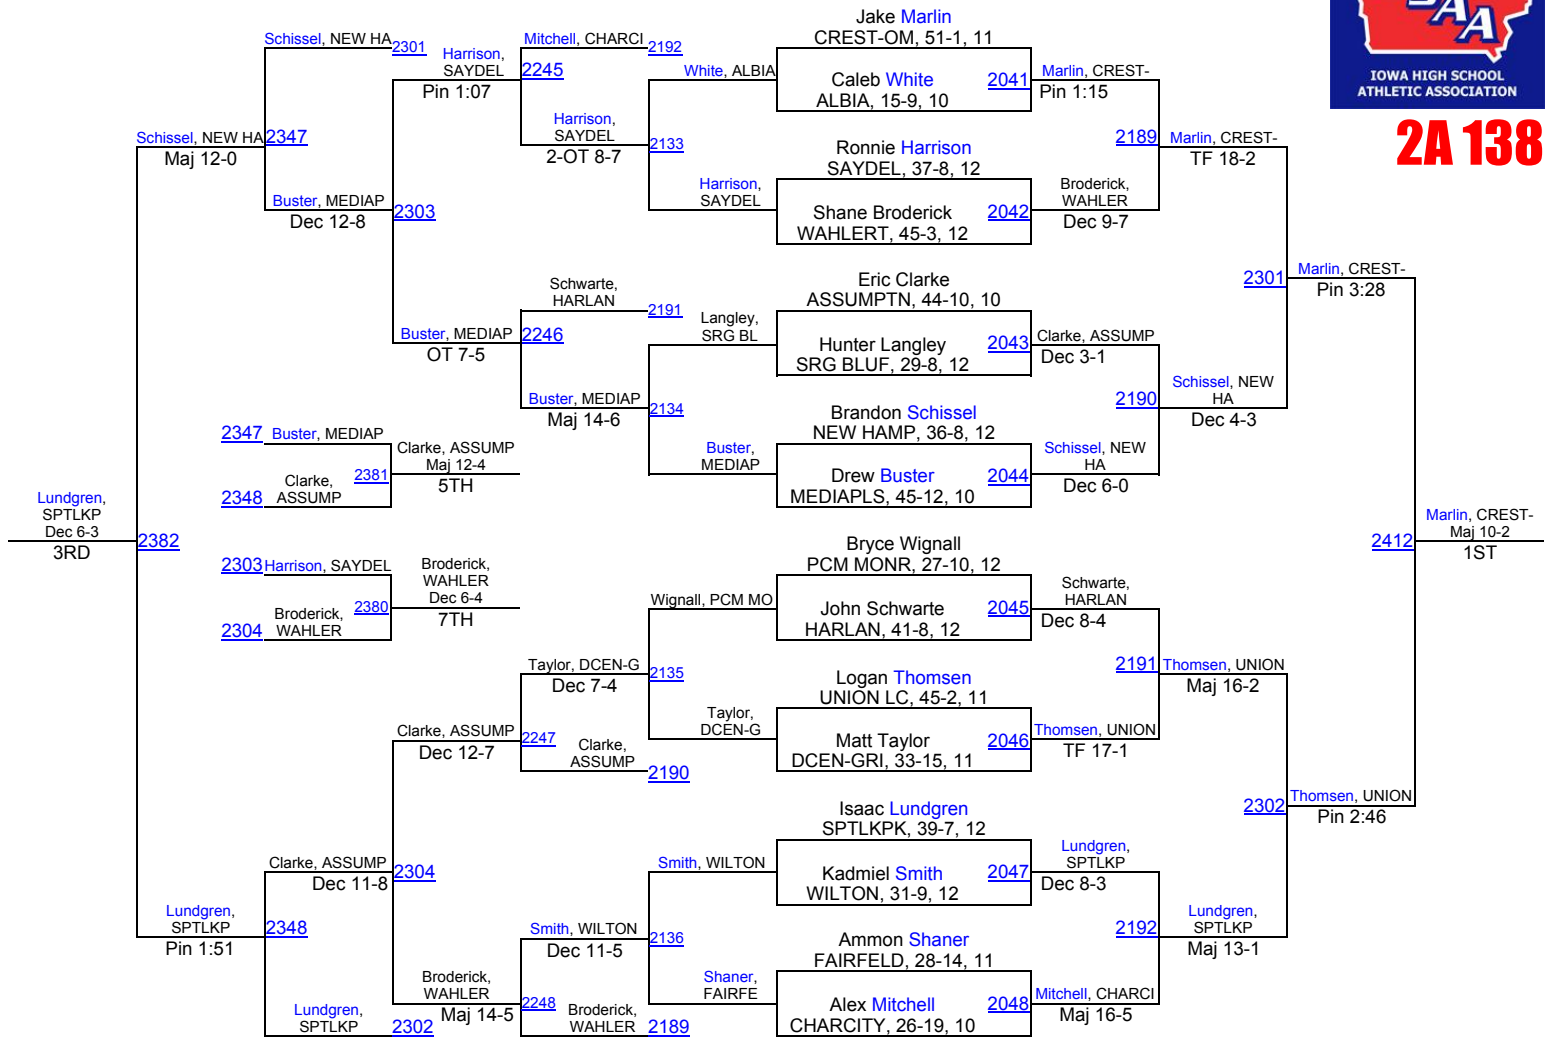 IOWA HIGH SCHOOL
ATHLETIC ASSOCIATION
2A 138
Jake Marlin
CREST-OM, 51-1, 11
Caleb White
ALBIA, 15-9, 10
2041
Ronnie Harrison
SAYDEL, 37-8, 12
Shane Broderick
WAHLERT, 45-3, 12
2042
Eric Clarke
ASSUMPTN, 44-10, 10
Hunter Langley
SRG BLUF, 29-8, 12
2043
Brandon Schissel
NEW HAMP, 36-8, 12
Drew Buster
MEDIAPLS, 45-12, 10
2044
Bryce Wignall
PCM MONR, 27-10, 12
John Schwarte
HARLAN, 41-8, 12
2045
Logan Thomsen
UNION LC, 45-2, 11
Matt Taylor
DCEN-GRI, 33-15, 11
2046
Isaac Lundgren
SPTLKPK, 39-7, 12
Kadmiel Smith
WILTON, 31-9, 12
2047
Ammon Shaner
FAIRFELD, 28-14, 11
Alex Mitchell
CHARCITY, 26-19, 10
2048
Marlin, CREST-
Pin 1:15
2189
Broderick,
WAHLER
Dec 9-7
Clarke, ASSUMP
Dec 3-1
2190
Schissel, NEW
HA
Dec 6-0
Schwarte,
HARLAN
Dec 8-4
2191
Thomsen, UNION
TF 17-1
Lundgren,
SPTLKP
Dec 8-3
2192
Mitchell, CHARCI
Maj 16-5
Marlin, CREST-
TF 18-2
2301
Schissel, NEW
HA
Dec 4-3
Thomsen, UNION
Maj 16-2
2302
Lundgren,
SPTLKP
Maj 13-1
Marlin, CREST-
Pin 3:28
2412
Thomsen, UNION
Pin 2:46
Marlin, CREST-
Maj 10-2
1ST
White, ALBIA
2133
Harrison,
SAYDEL
Langley,
SRG BL
2134
Buster,
MEDIAP
Wignall, PCM MO
2135
Taylor,
DCEN-G
Smith, WILTON
2136
Shaner,
FAIRFE
Mitchell, CHARCI
2192
2245
Harrison,
SAYDEL
2-OT 8-7
Schwarte,
HARLAN
2191
2246
Buster, MEDIAP
Maj 14-6
Taylor, DCEN-G
Dec 7-4
2247
Clarke,
ASSUMP
2190
Smith, WILTON
Dec 11-5
2248
Broderick,
WAHLER
2189
Harrison,
SAYDEL
Pin 1:07
2303
Buster, MEDIAP
OT 7-5
Clarke, ASSUMP
Dec 12-7
2304
Broderick,
WAHLER
Maj 14-5
Schissel, NEW HA
2301
2347
Buster, MEDIAP
Dec 12-8
Clarke, ASSUMP
Dec 11-8
2348
Lundgren,
SPTLKP
2302
Schissel, NEW HA
Maj 12-0
2382
Lundgren,
SPTLKP
Pin 1:51
Lundgren,
SPTLKP
Dec 6-3
3RD
2347
Buster, MEDIAP
2381
2348
Clarke,
ASSUMP
Clarke, ASSUMP
Maj 12-4
5TH
2303
Harrison, SAYDEL
2380
2304
Broderick,
WAHLER
Broderick,
WAHLER
Dec 6-4
7TH